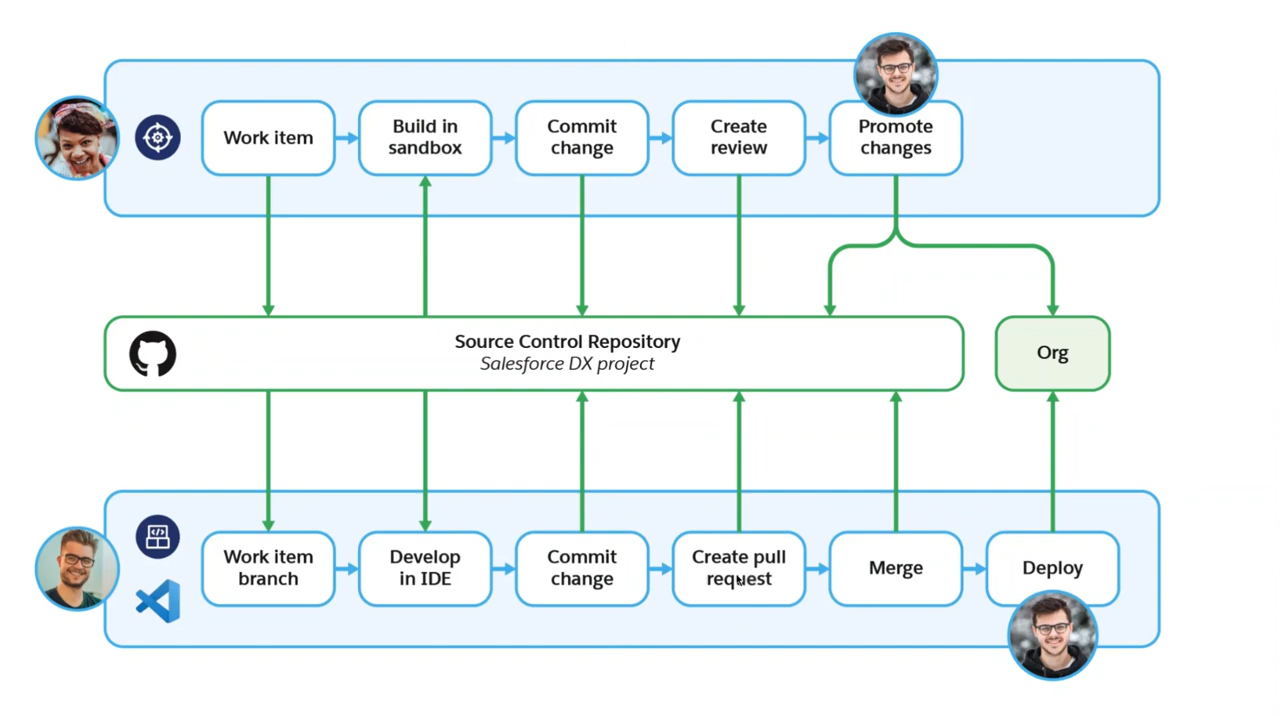 Work item
Build in
sandbox
Commit
change
Create
review
Promote
changes
Source Control Repository
Salesforce DX project
Org
Work item
branch
Develop
in IDE
Commit
change
Create pull
request
Merge
Deploy